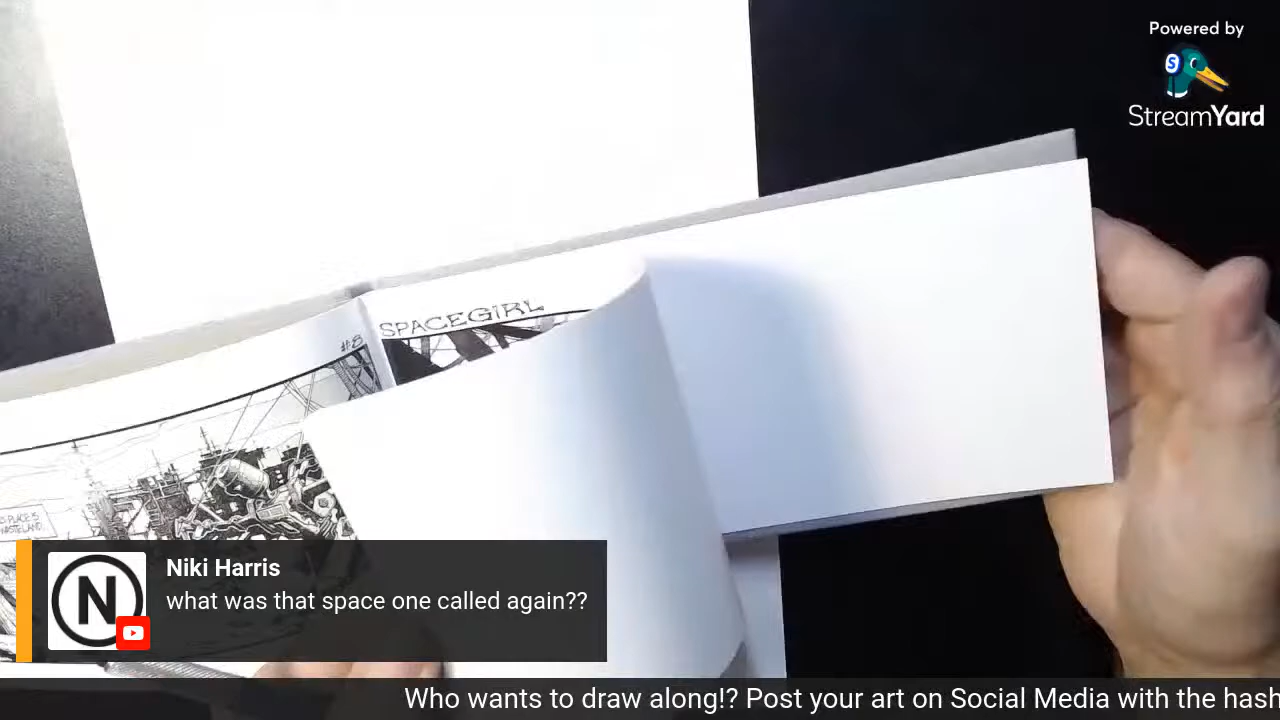 Powered by
StreamYard
SPACEGIRL
#8
Niki Harris
what was that space one called again??
Who wants to draw along!? Post your art on Social Media with the hash